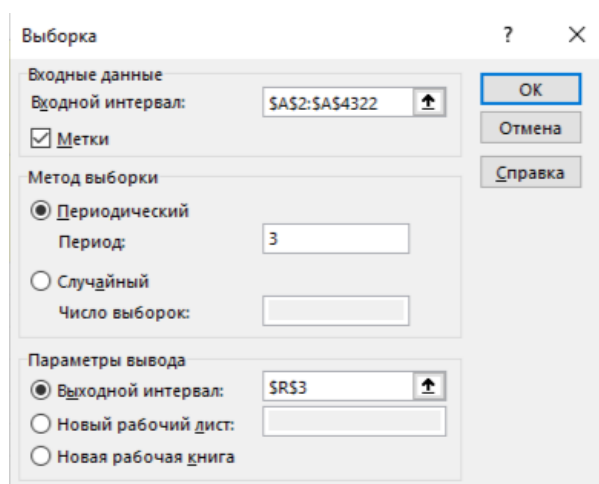 Выборка ? ×
Входные данные
Входной интервал: $A$2:$A$4322
Метки
Метод выборки
Периодический
Период: 3
Случайный
Число выборок:
Параметры вывода
Выходной интервал: $R$3
Новый рабочий лист:
Новая рабочая книга
ОК
Отмена
Справка